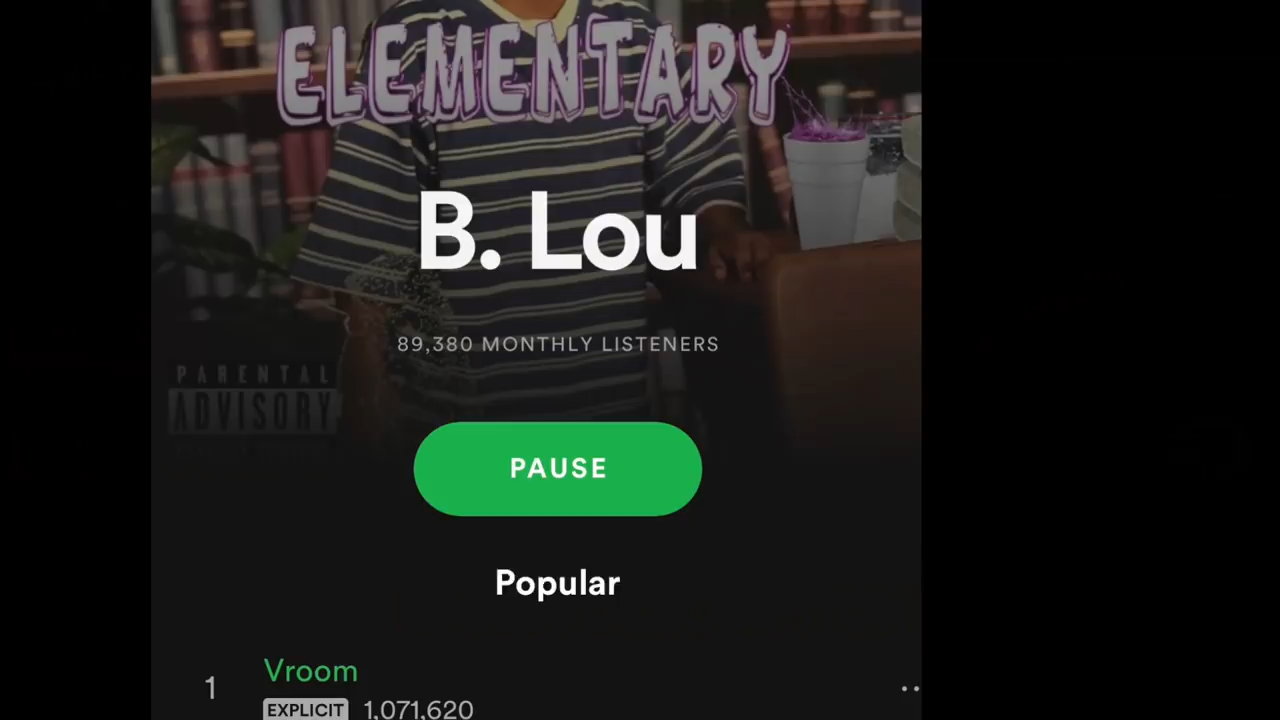 ELEMENTARY
B. Lou
89,380 MONTHLY LISTENERS
PARENTAL
ADVISORY
PAUSE
Popular
1
Vroom
EXPLICIT 1,071,620